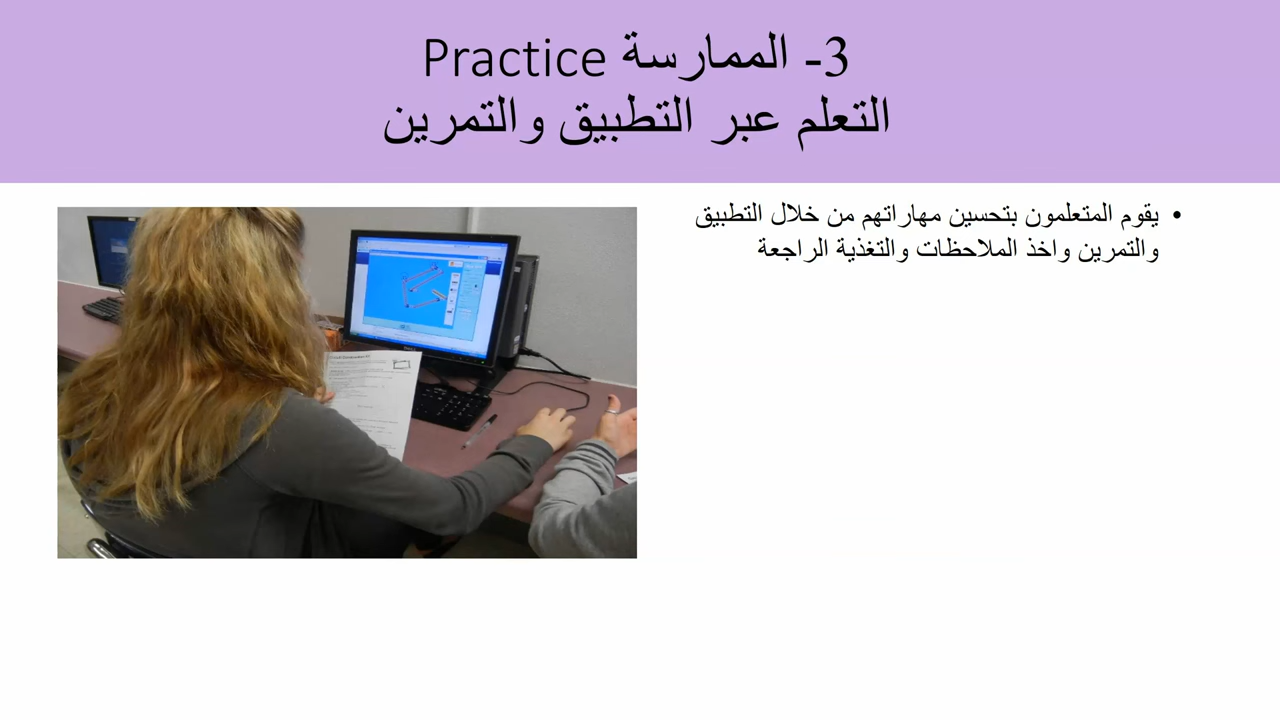 3- الممارسة Practice
التعلم عبر التطبيق والتمرين
• يقوم المتعلمون بتحسين مهاراتهم من خلال التطبيق
والتمرين واخذ الملاحظات والتغذية الراجعة